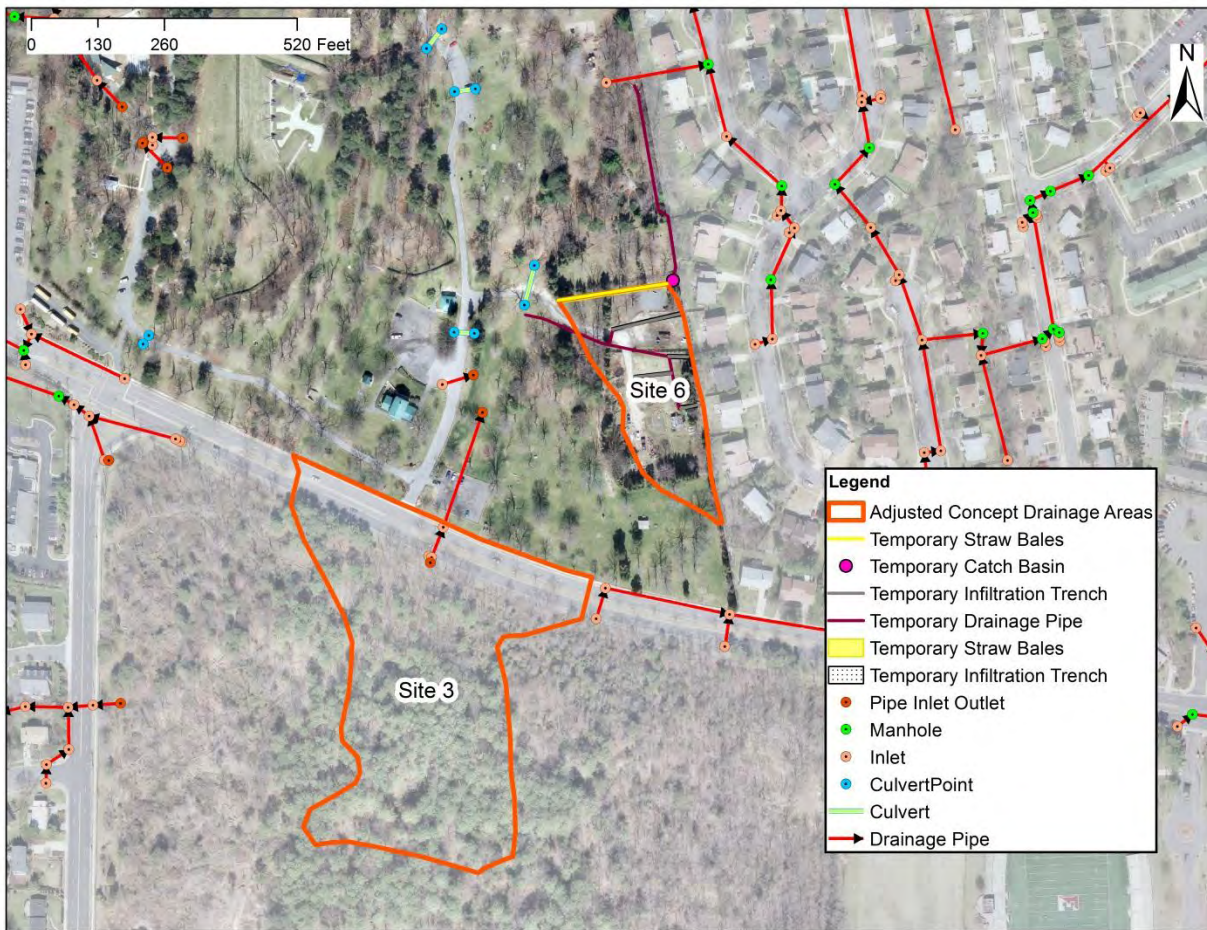 0 130 260 520 Feet
N
Site 6
Site 3
Legend
Adjusted Concept Drainage Areas
Temporary Straw Bales
Temporary Catch Basin
Temporary Infiltration Trench
Temporary Drainage Pipe
Temporary Straw Bales
Temporary Infiltration Trench
Pipe Inlet Outlet
Manhole
Inlet
CulvertPoint
Culvert
Drainage Pipe